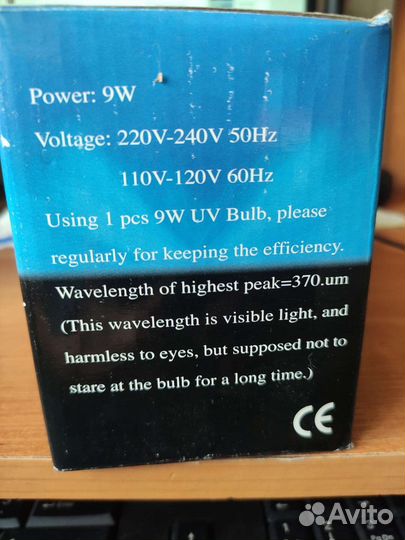 Power: 9W
Voltage: 220V-240V 50Hz
110V-120V 60Hz
Using 1 pcs 9W UV Bulb, please
regularly for keeping the efficiency.
Wavelength of highest peak=370.um
(This wavelength is visible light, and
harmless to eyes, but supposed not to
stare at the bulb for a long time.)
CE
Avito